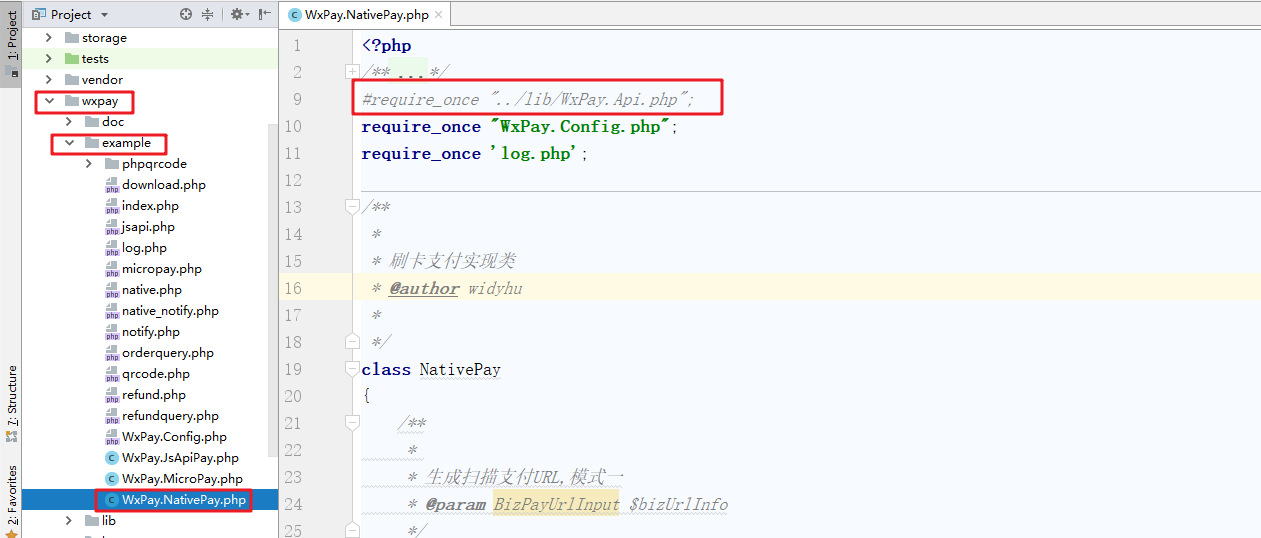 Project
WxPay.NativePay.php
1: Project
7: Structure
2: Favorites
storage
tests
vendor
wxpay
doc
example
phpqrcode
download.php
index.php
jsapi.php
log.php
micropay.php
native.php
native_notify.php
notify.php
orderquery.php
qrcode.php
refund.php
refundquery.php
WxPay.Config.php
WxPay.JsApiPay.php
WxPay.MicroPay.php
WxPay.NativePay.php
lib
1 <?php
2 /** ...*/
9 #require_once "../lib/WxPay.Api.php";
10 require_once "WxPay.Config.php";
11 require_once 'log.php';
12
13 /**
14 *
15 * 刷卡支付实现类
16 * @author widyhu
17 *
18 */
19 class NativePay
20 {
21 /**
22 *
23 * 生成扫描支付URL,模式一
24 * @param BizPayUrlInput $bizUrlInfo
25 */